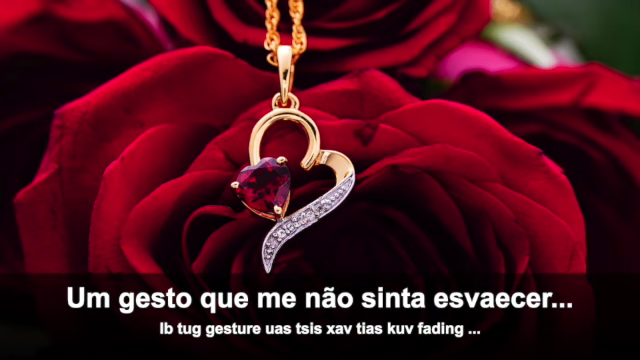 Um gesto que me não sinta esvaecer...
Ib tug gesture uas tsis xav tias kuv fading ...